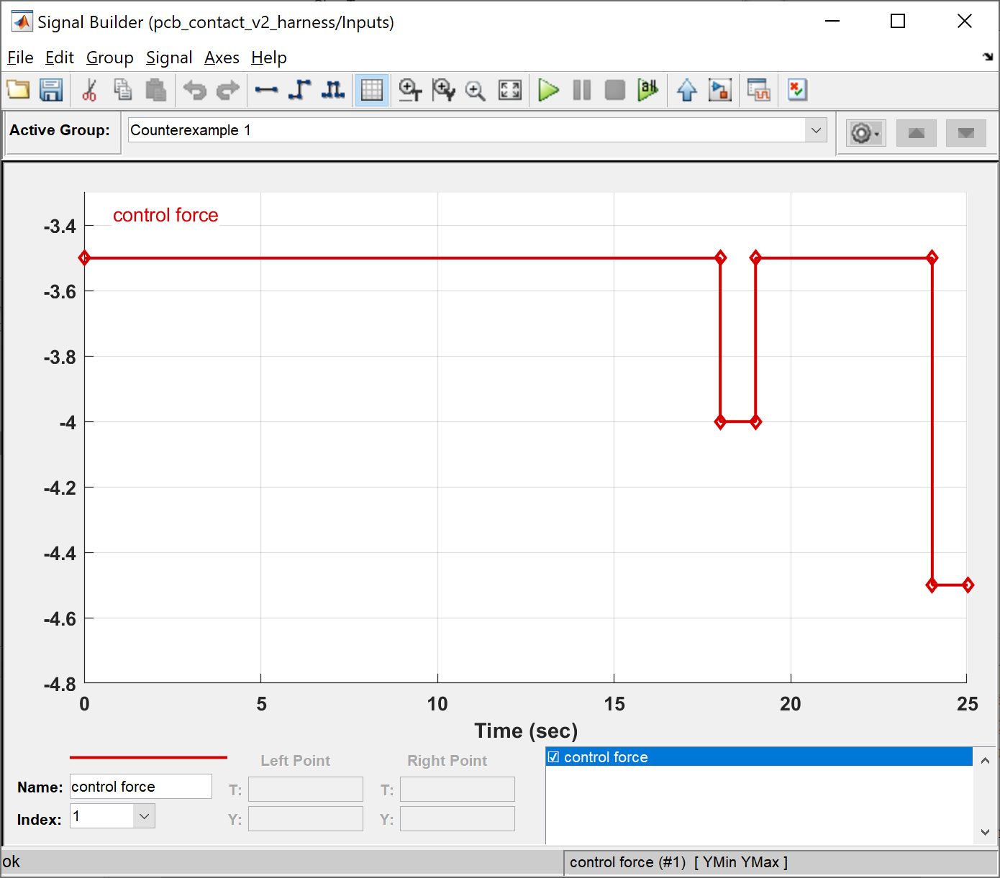 Signal Builder (pcb_contact_v2_harness/Inputs)
File Edit Group Signal Axes Help
Active Group: Counterexample 1
control force
-3.4
-3.6
-3.8
-4
-4.2
-4.4
-4.6
-4.8
0 5 10 15 20 25
Time (sec)
Left Point Right Point
control force
Name: control force T: T:
Index: 1 Y: Y:
ok
control force (#1) [ YMin YMax ]